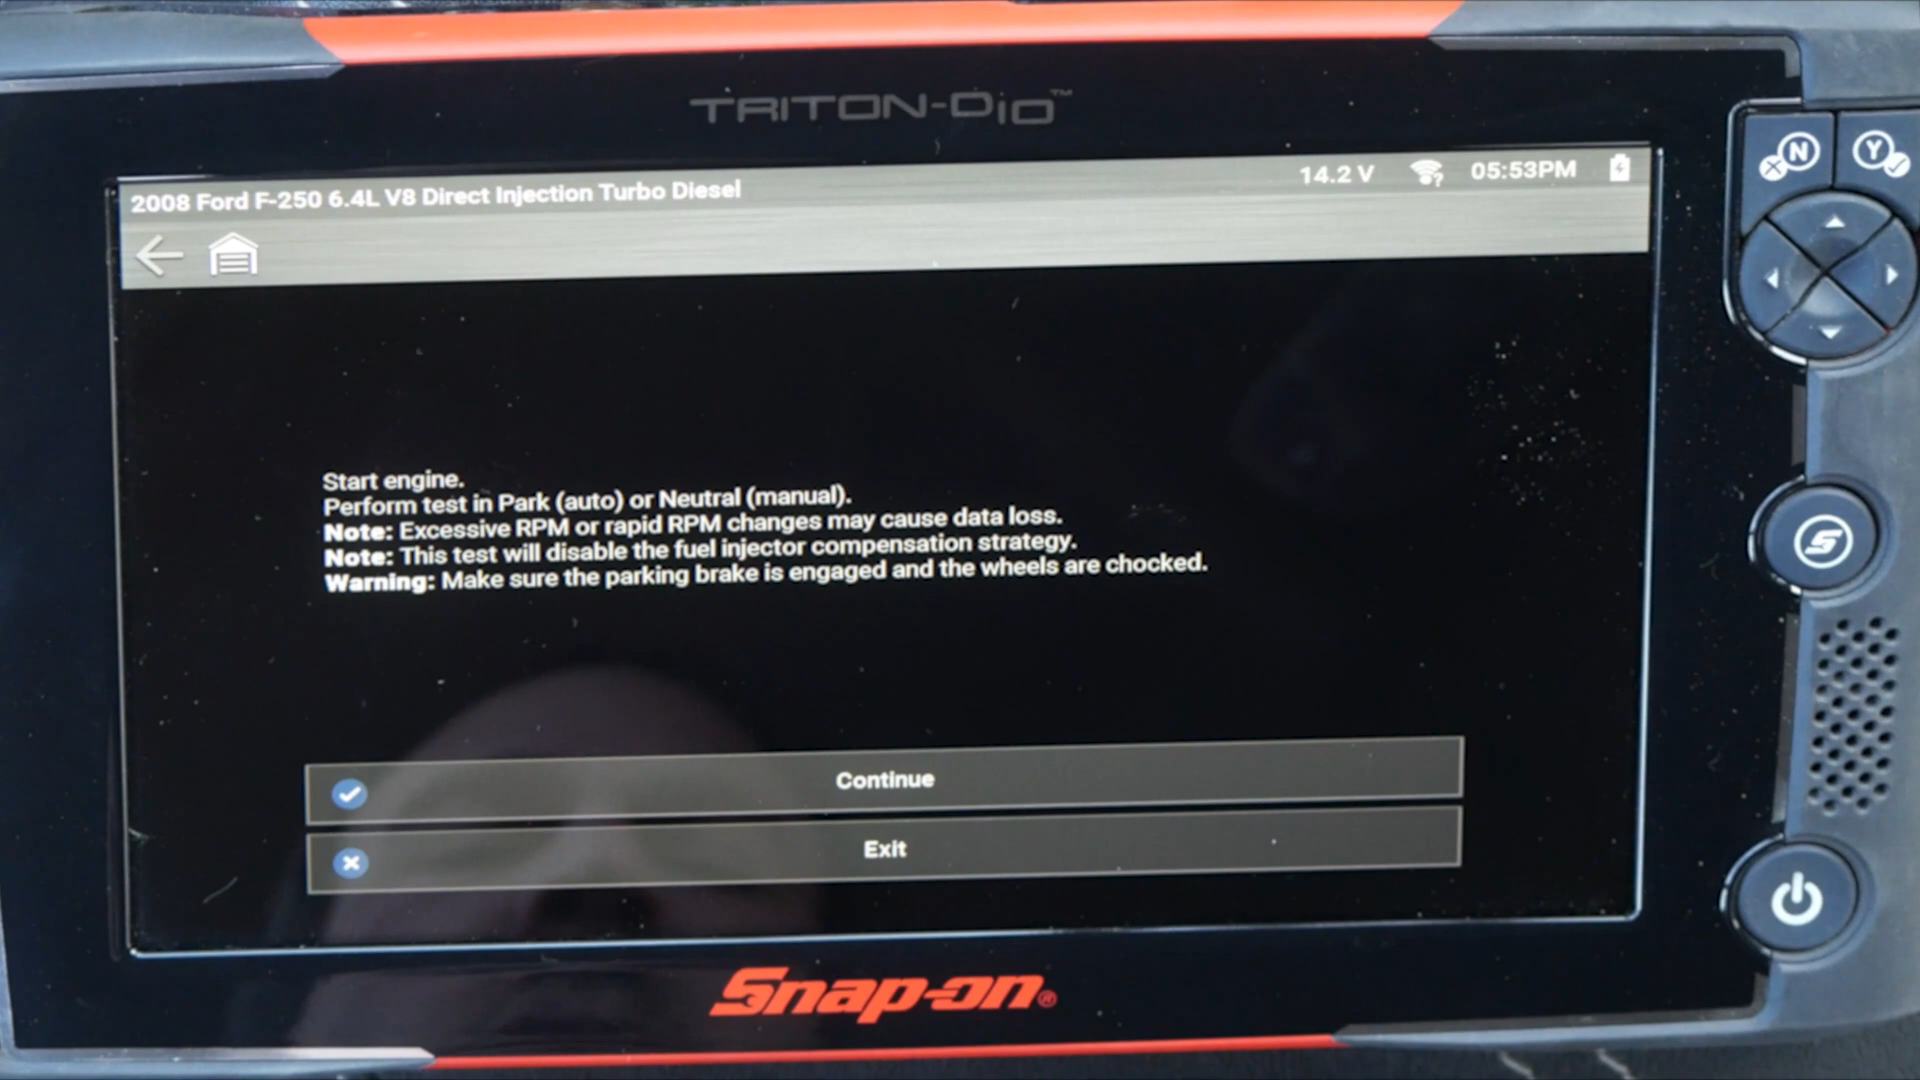 TRITON-D10™
2008 Ford F-250 6.4L V8 Direct Injection Turbo Diesel
14.2 V
05:53PM
N
Y
Start engine.
Perform test in Park (auto) or Neutral (manual).
Note: Excessive RPM or rapid RPM changes may cause data loss.
Note: This test will disable the fuel injector compensation strategy.
Warning: Make sure the parking brake is engaged and the wheels are chocked.
Continue
Exit
S
Snap-on®